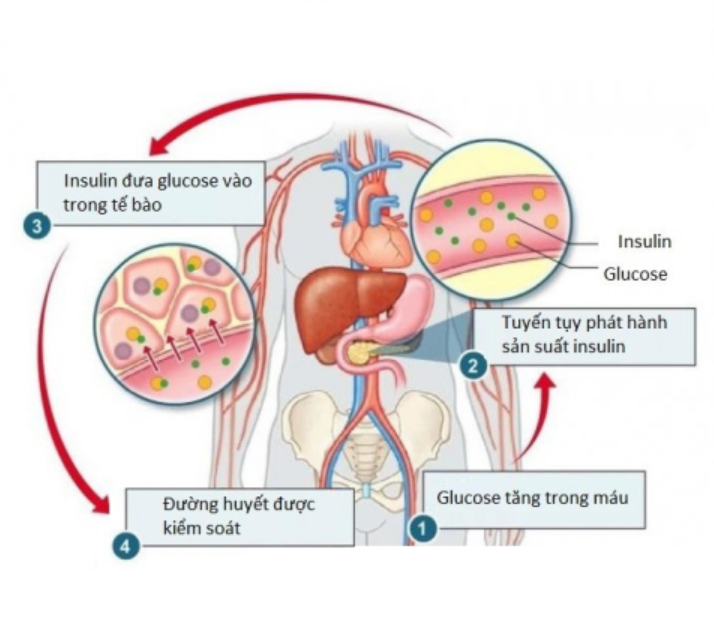 1
Glucose tăng trong máu
2
Tuyến tụy phát hành
sản suất insulin
Insulin
Glucose
3
Insulin đưa glucose vào
trong tế bào
4
Đường huyết được
kiểm soát